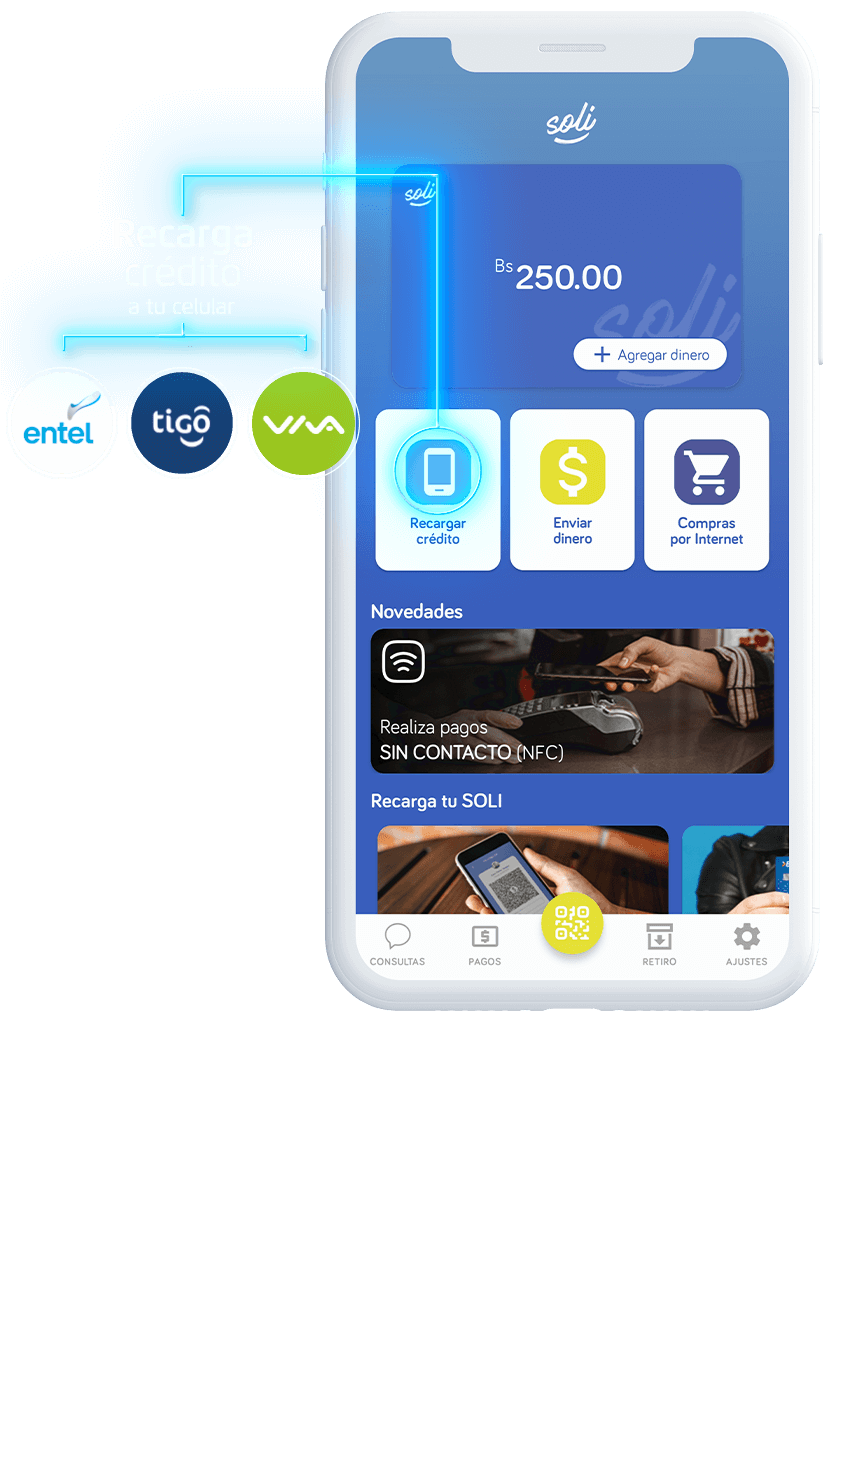 soli
soli
Bs 250.00
soli
+ Agregar dinero
Recarga
crédito
a tu celular
entel
tigo
VIVA
Recargar
crédito
Enviar
dinero
Compras
por Internet
Novedades
Realiza pagos
SIN CONTACTO (NFC)
Recarga tu SOLI
CONSULTAS
PAGOS
RETIRO
AJUSTES